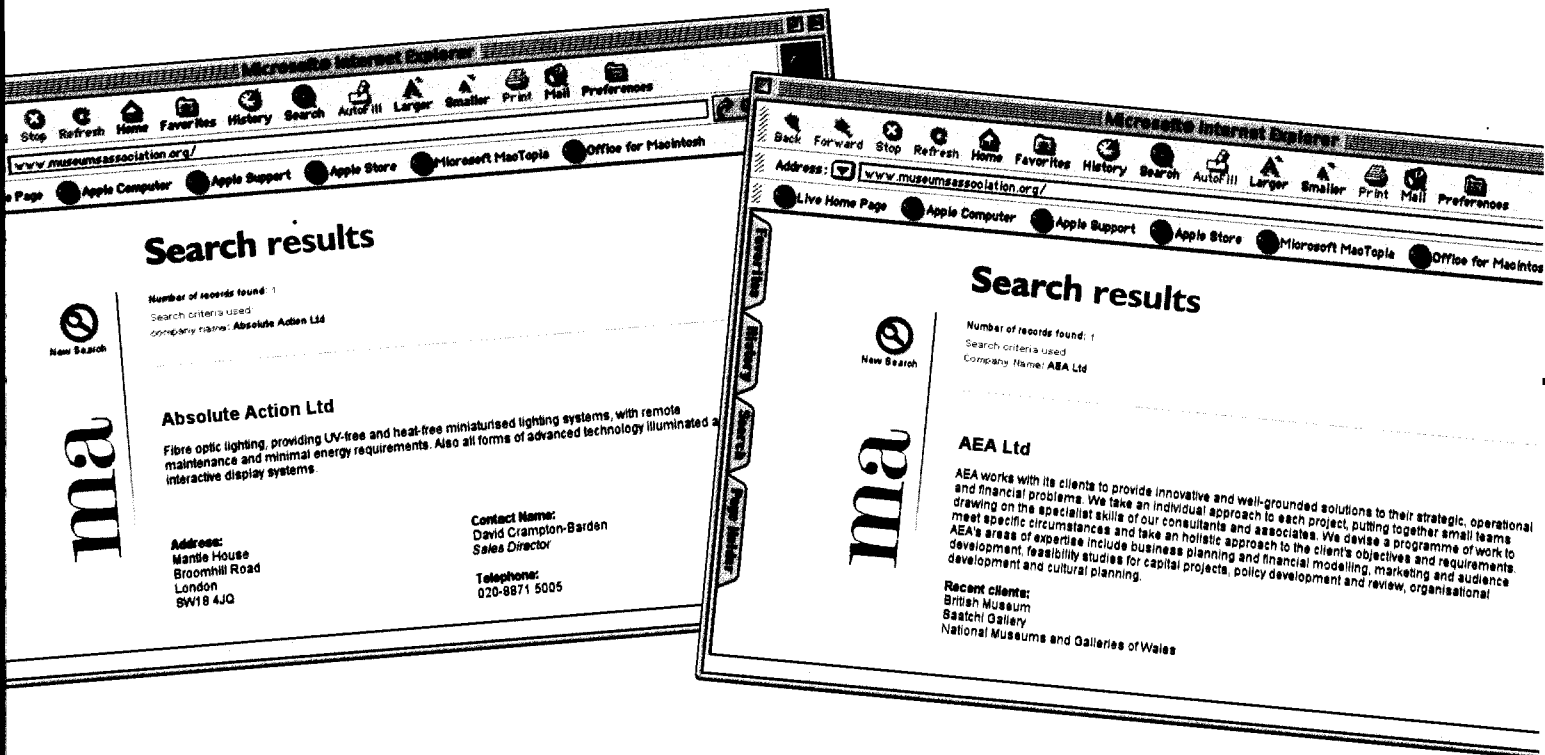 Microsoft® Internet Explorer
Stop Refresh Home Favorites History Search AutoFill Larger Smaller Print Mail Preferences
www.museumsassociation.org/
e Page Apple Computer Apple Support Apple Store Microsoft MacTopia Office for Macintosh
Search results
Number of records found: 1
Search criteria used
company name: Absolute Action Ltd
New Search
ma
Absolute Action Ltd
Fibre optic lighting, providing UV-free and heat-free miniaturised lighting systems, with remote
maintenance and minimal energy requirements. Also all forms of advanced technology illuminated a
interactive display systems.
Address:
Mantle House
Broomhill Road
London
SW18 4JQ
Contact Name:
David Crampton-Barden
Sales Director
Telephone:
020-8871 5005
Microsoft® Internet Explorer
Back Forward Stop Refresh Home Favorites History Search AutoFill Larger Smaller Print Mail Preferences
Address: www.museumsassociation.org/
Live Home Page Apple Computer Apple Support Apple Store Microsoft MacTopia Office for Macintos
Favorites
History
Search
Page Holder
Search results
Number of records found: 1
Search criteria used
Company Name: AEA Ltd
New Search
ma
AEA Ltd
AEA works with its clients to provide innovative and well-grounded solutions to their strategic, operational
and financial problems. We take an individual approach to each project, putting together small teams
drawing on the specialist skills of our consultants and associates. We devise a programme of work to
meet specific circumstances and take an holistic approach to the client's objectives and requirements.
AEA's areas of expertise include business planning and financial modelling, marketing and audience
development, feasibility studies for capital projects, policy development and review, organisational
development and cultural planning.
Recent clients:
British Museum
Saatchi Gallery
National Museums and Galleries of Wales